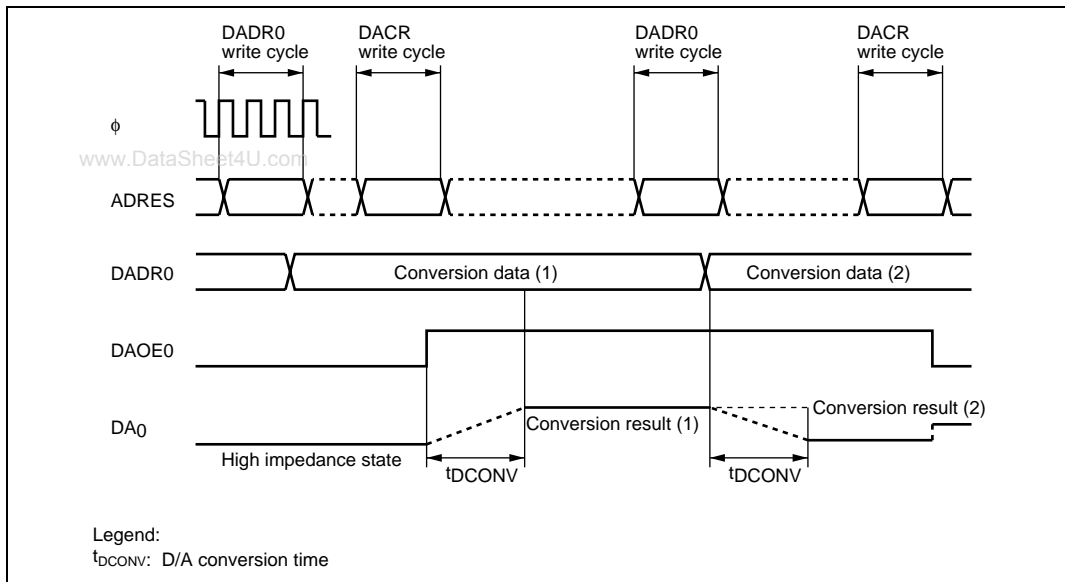 DADR0
write cycle
DACR
write cycle
DADR0
write cycle
DACR
write cycle
φ
www.DataSheet4U.com
ADRES
DADR0
Conversion data (1)
Conversion data (2)
DAOE0
DA0
Conversion result (1)
Conversion result (2)
High impedance state
tDCONV
tDCONV
Legend:
tDCONV: D/A conversion time